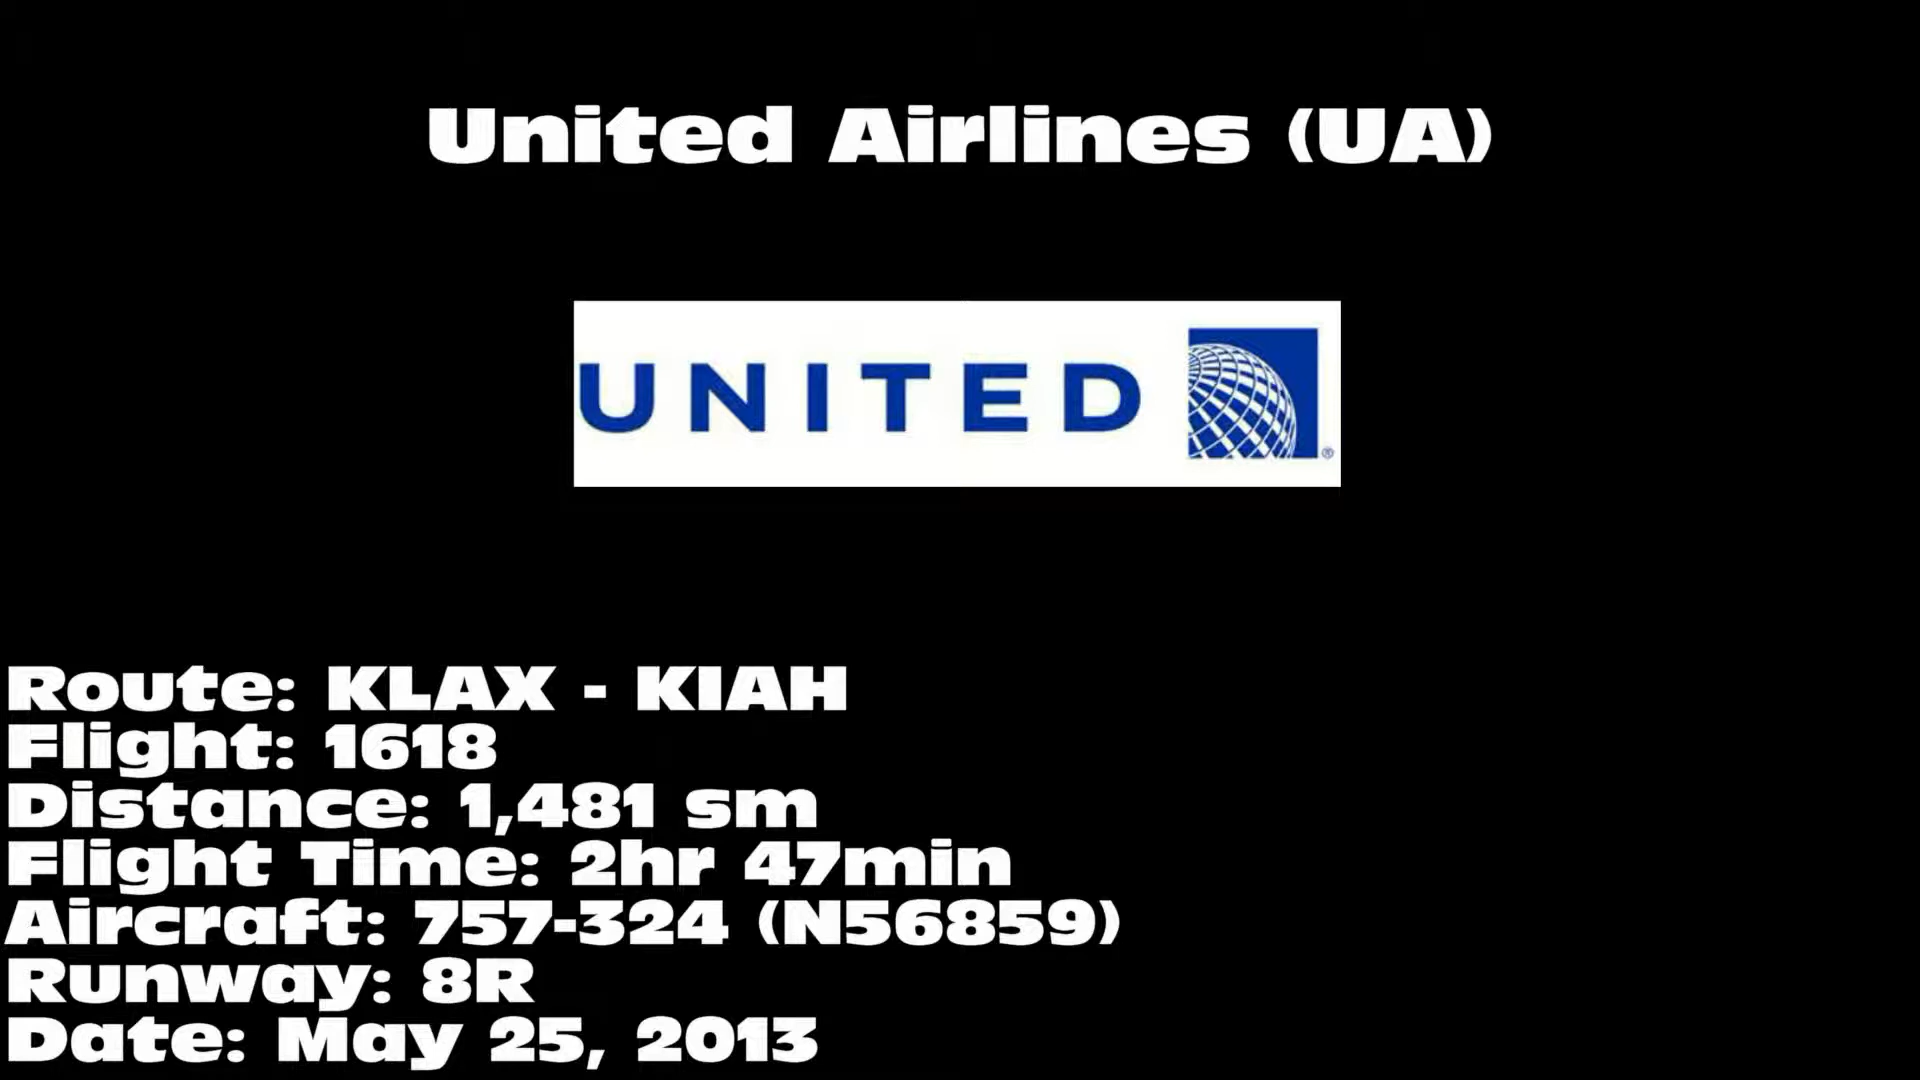 United Airlines (UA)
UNITED ®
Route: KLAX - KIAH
Flight: 1618
Distance: 1,481 sm
Flight Time: 2hr 47min
Aircraft: 757-324 (N56859)
Runway: 8R
Date: May 25, 2013